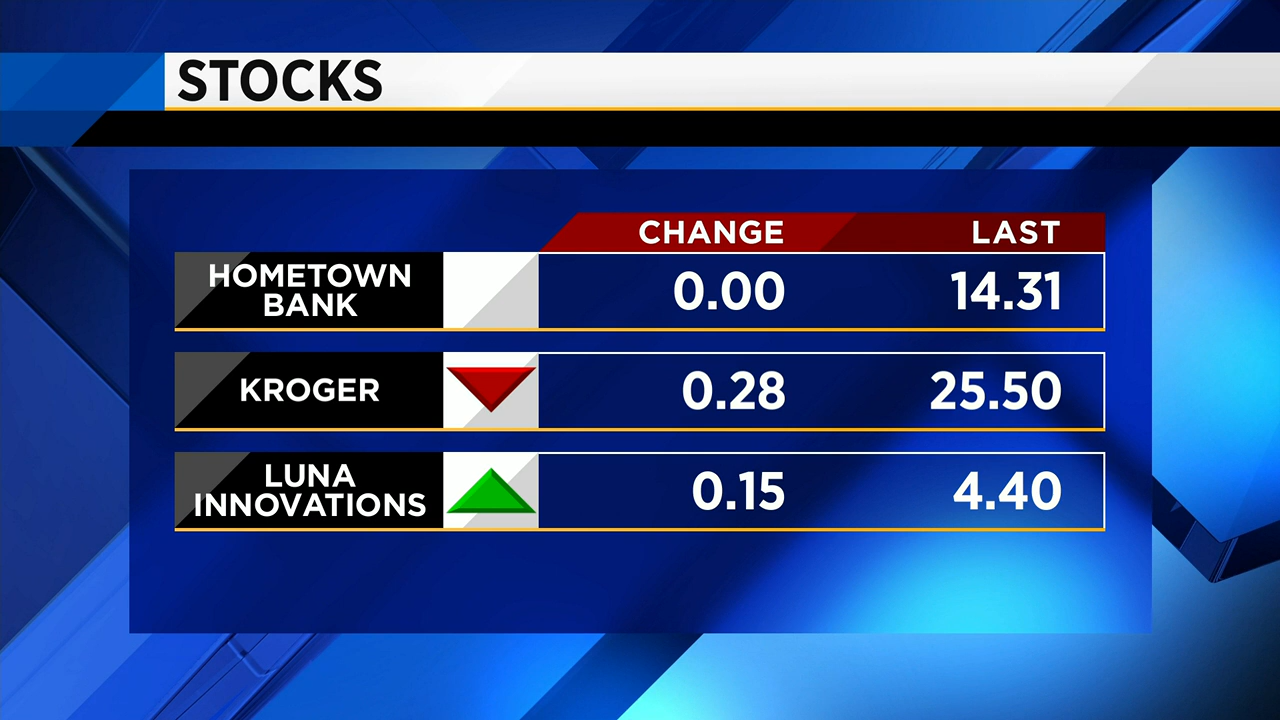 STOCKS
CHANGE LAST
HOMETOWN
BANK
0.00 14.31
KROGER 0.28 25.50
LUNA
INNOVATIONS
0.15 4.40